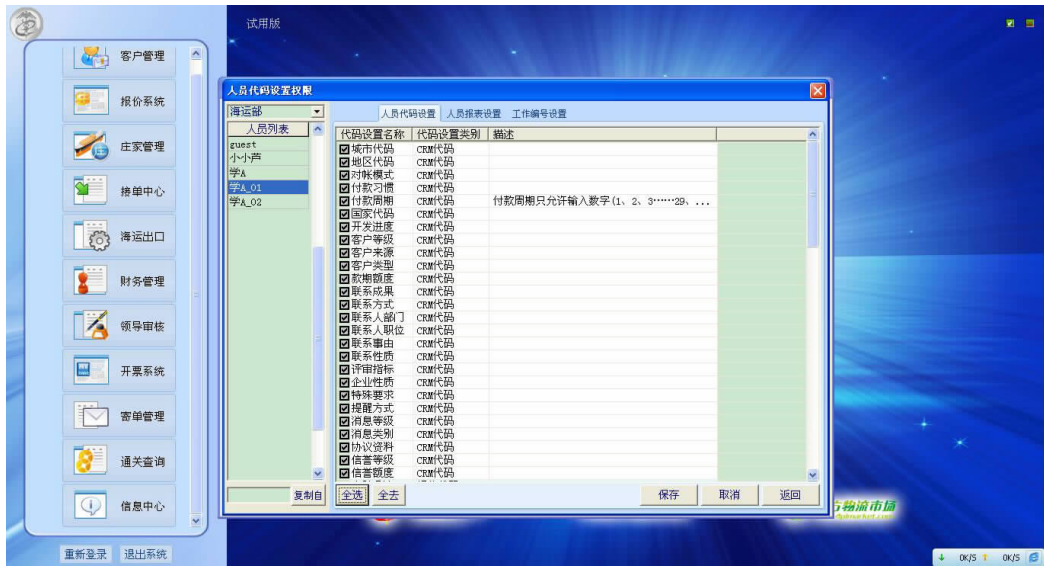 试用版
客户管理
报价系统
庄家管理
接单中心
海运出口
财务管理
领导审核
开票系统
寄单管理
通关查询
信息中心
重新登录 退出系统
人员代码设置权限
海运部
人员列表
guest
小小芦
学A
学A_01
学A_02
复制自
人员代码设置 人员报表设置 工作编号设置
代码设置名称 代码设置类别 描述
城市代码 CRM代码
地区代码 CRM代码
对帐模式 CRM代码
付款习惯 CRM代码
付款周期 CRM代码 付款周期只允许输入数字(1、2、3……29、...
国家代码 CRM代码
开发进度 CRM代码
客户等级 CRM代码
客户来源 CRM代码
客户类型 CRM代码
款期额度 CRM代码
联系成果 CRM代码
联系方式 CRM代码
联系人部门 CRM代码
联系人职位 CRM代码
联系事由 CRM代码
联系性质 CRM代码
评审指标 CRM代码
企业性质 CRM代码
特殊要求 CRM代码
提醒方式 CRM代码
消息等级 CRM代码
消息类别 CRM代码
协议资料 CRM代码
信誉等级 CRM代码
信誉额度 CRM代码
全选 全去 保存 取消 返回
方物流市场
0K/S 0K/S